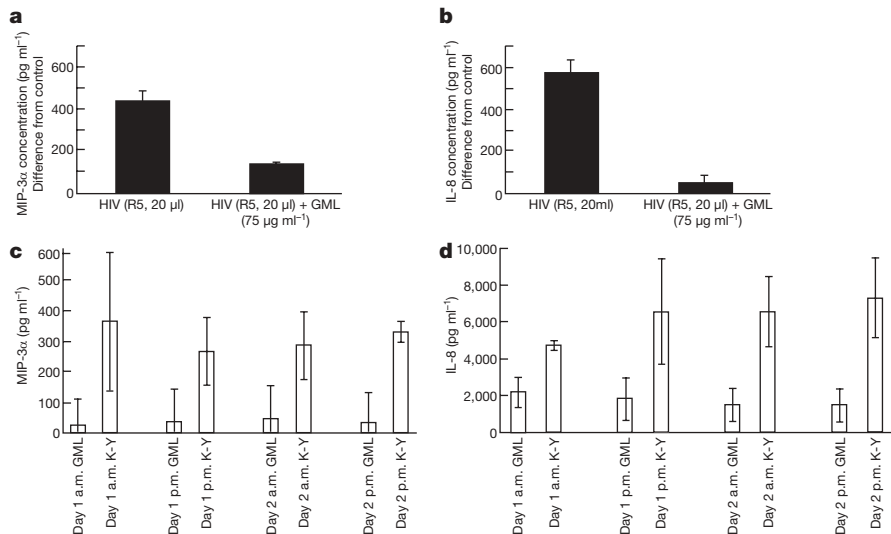 a
MIP-3α concentration (pg ml⁻¹)
Difference from control
600
400
200
0
HIV (R5, 20 µl)
HIV (R5, 20 µl) + GML
(75 µg ml⁻¹)
b
IL-8 concentration (pg ml⁻¹)
Difference from control
600
400
200
0
HIV (R5, 20ml)
HIV (R5, 20 µl) + GML
(75 µg ml⁻¹)
c
MIP-3α (pg ml⁻¹)
600
500
400
300
200
100
0
Day 1 a.m. GML
Day 1 a.m. K-Y
Day 1 p.m. GML
Day 1 p.m. K-Y
Day 2 a.m. GML
Day 2 a.m. K-Y
Day 2 p.m. GML
Day 2 p.m. K-Y
d
IL-8 (pg ml⁻¹)
10,000
8,000
6,000
4,000
2,000
0
Day 1 a.m. GML
Day 1 a.m. K-Y
Day 1 p.m. GML
Day 1 p.m. K-Y
Day 2 a.m. GML
Day 2 a.m. K-Y
Day 2 p.m. GML
Day 2 p.m. K-Y